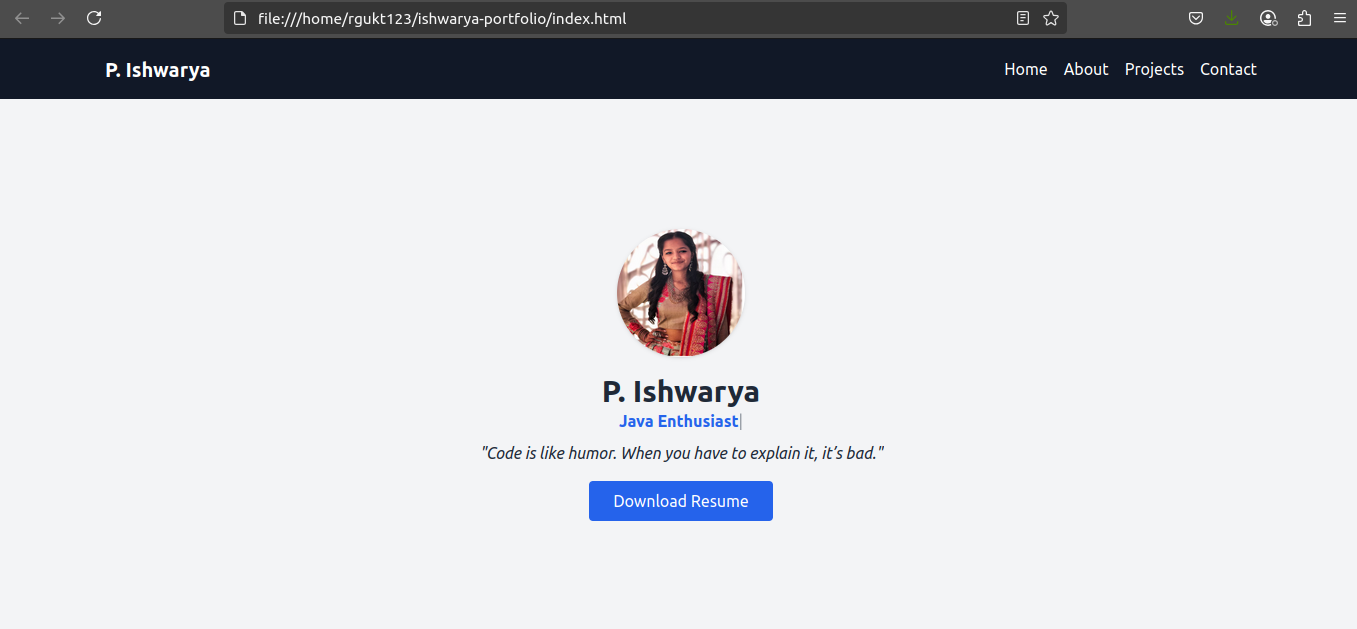 file:///home/rgukt123/ishwarya-portfolio/index.html
P. Ishwarya
Home About Projects Contact
P. Ishwarya
Java Enthusiast|
"Code is like humor. When you have to explain it, it’s bad."
Download Resume